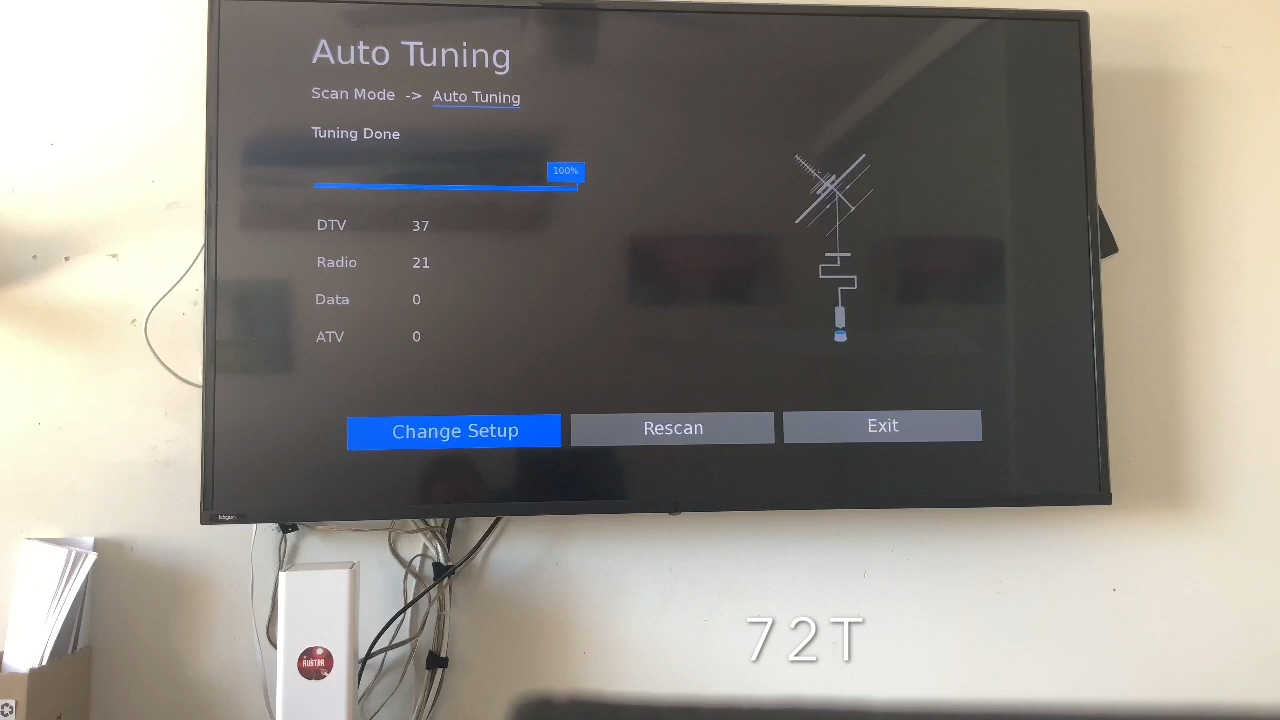 Auto Tuning
Scan Mode -> Auto Tuning
Tuning Done
100%
DTV 37
Radio 21
Data 0
ATV 0
Change Setup Rescan Exit
72T